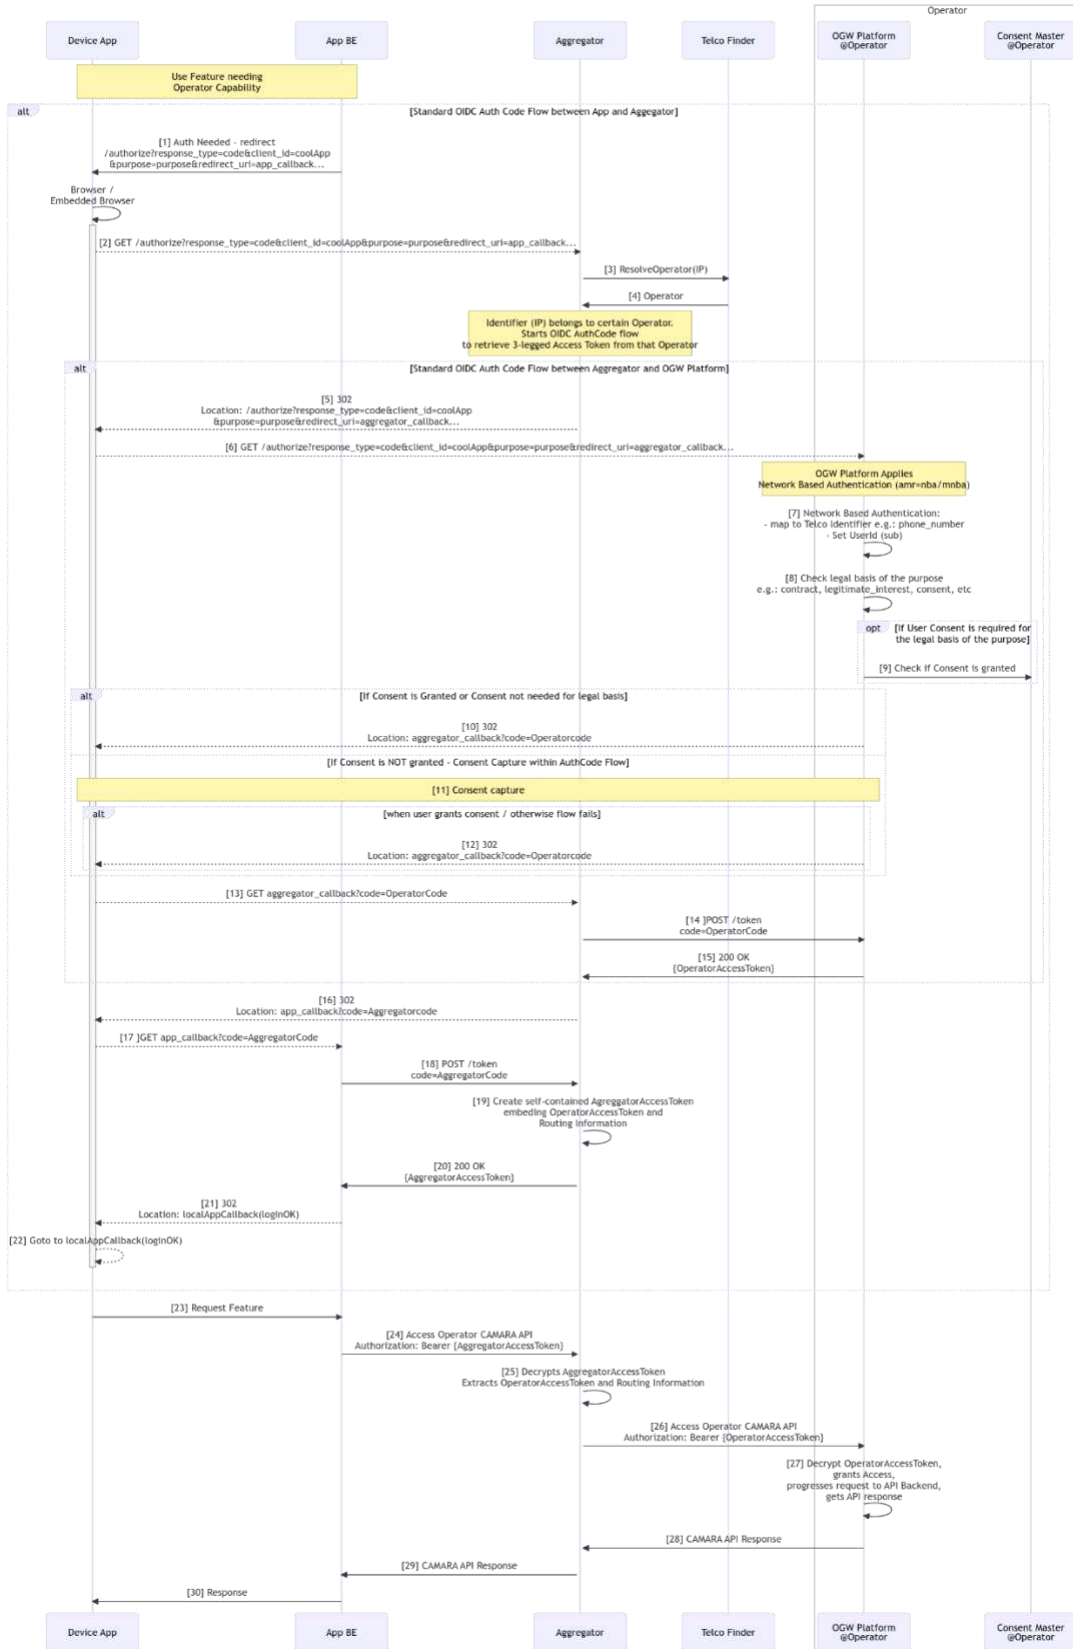 Operator
Device App
App BE
Aggregator
Telco Finder
OGW Platform
@Operator
Consent Master
@Operator
Use Feature needing
Operator Capability
alt
[Standard OIDC Auth Code Flow between App and Aggegator]
[1] Auth Needed - redirect
/authorize?response_type=code&client_id=coolApp
&purpose=purpose&redirect_uri=app_callback...
Browser /
Embedded Browser
[2] GET /authorize?response_type=code&client_id=coolApp&purpose=purpose&redirect_uri=app_callback...
[3] ResolveOperator(IP)
[4] Operator
Identifier (IP) belongs to certain Operator.
Starts OIDC AuthCode flow
to retrieve 3-legged Access Token from that Operator
alt
[Standard OIDC Auth Code Flow between Aggregator and OGW Platform]
[5] 302
Location: /authorize?response_type=code&client_id=coolApp
&purpose=purpose&redirect_uri=aggregator_callback...
[6] GET /authorize?response_type=code&client_id=coolApp&purpose=purpose&redirect_uri=aggregator_callback...
OGW Platform Applies
Network Based Authentication (amr=nba/mnba)
[7] Network Based Authentication:
- map to Telco Identifier e.g.: phone_number
- Set UserId (sub)
[8] Check legal basis of the purpose
e.g.: contract, legitimate_interest, consent, etc
opt
[If User Consent is required for
the legal basis of the purpose]
[9] Check if Consent is granted
alt
[If Consent is Granted or Consent not needed for legal basis]
[10] 302
Location: aggregator_callback?code=Operatorcode
[If Consent is NOT granted - Consent Capture within AuthCode Flow]
[11] Consent capture
alt
[when user grants consent / otherwise flow fails]
[12] 302
Location: aggregator_callback?code=Operatorcode
[13] GET aggregator_callback?code=OperatorCode
[14 ]POST /token
code=OperatorCode
[15] 200 OK
{OperatorAccessToken}
[16] 302
Location: app_callback?code=Aggregatorcode
[17 ]GET app_callback?code=AggregatorCode
[18] POST /token
code=AggregatorCode
[19] Create self-contained AgreggatorAccessToken
embeding OperatorAccessToken and
Routing Information
[20] 200 OK
{AggregatorAccessToken}
[21] 302
Location: localAppCallback(loginOK)
[22] Goto to localAppCallback(loginOK)
[23] Request Feature
[24] Access Operator CAMARA API
Authorization: Bearer {AggregatorAccessToken}
[25] Decrypts AggregatorAccessToken
Extracts OperatorAccessToken and Routing Information
[26] Access Operator CAMARA API
Authorization: Bearer {OperatorAccessToken}
[27] Decrypt OperatorAccessToken,
grants Access,
progresses request to API Backend,
gets API response
[28] CAMARA API Response
[29] CAMARA API Response
[30] Response
Device App
App BE
Aggregator
Telco Finder
OGW Platform
@Operator
Consent Master
@Operator